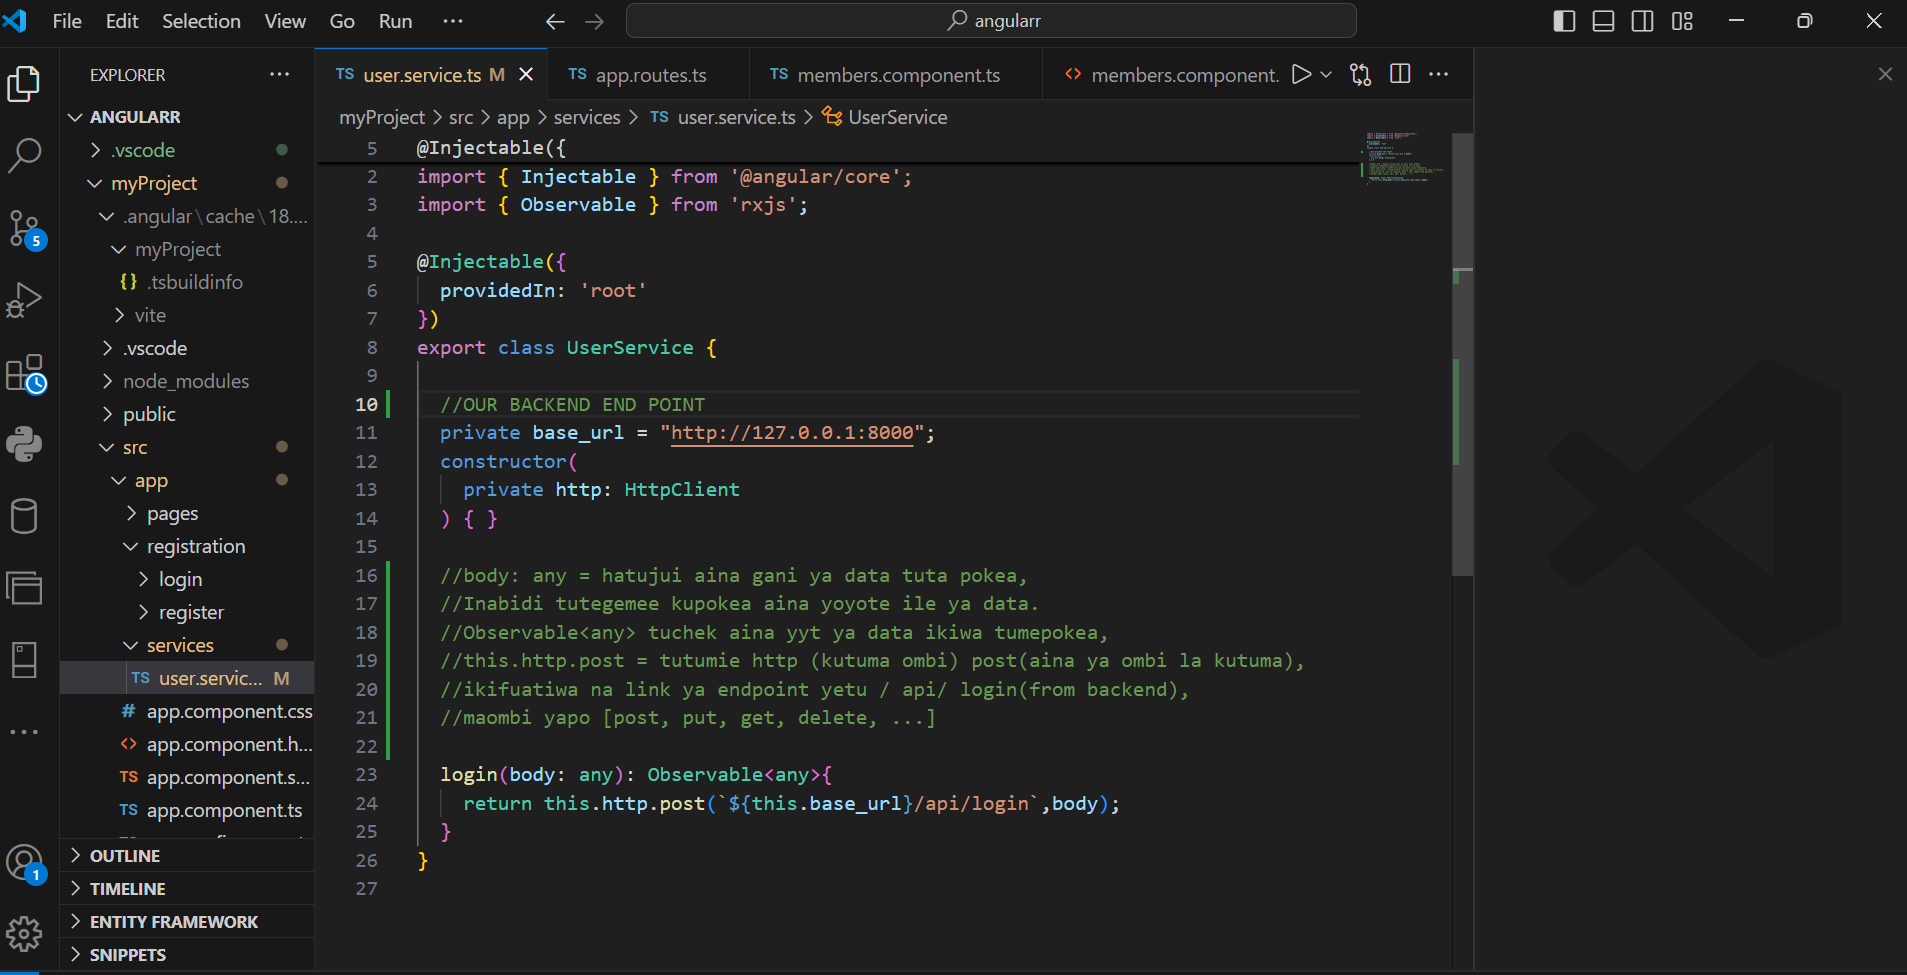 File Edit Selection View Go Run ···
angularr
EXPLORER ···
ANGULARR
.vscode
myProject
.angular\cache\18....
myProject
{} .tsbuildinfo
vite
.vscode
node_modules
public
src
app
pages
registration
login
register
services
TS user.servic... M
# app.component.css
<> app.component.h...
TS app.component.s...
TS app.component.ts
OUTLINE
TIMELINE
ENTITY FRAMEWORK
SNIPPETS
5
1
TS user.service.ts M
TS app.routes.ts
TS members.component.ts
<> members.component.
myProject > src > app > services > TS user.service.ts > UserService
5 @Injectable({
2 import { Injectable } from '@angular/core';
3 import { Observable } from 'rxjs';
4
5 @Injectable({
6 providedIn: 'root'
7 })
8 export class UserService {
9
10 //OUR BACKEND END POINT
11 private base_url = "http://127.0.0.1:8000";
12 constructor(
13 private http: HttpClient
14 ) { }
15
16 //body: any = hatujui aina gani ya data tuta pokea,
17 //Inabidi tutegemee kupokea aina yoyote ile ya data.
18 //Observable<any> tuchek aina yyt ya data ikiwa tumepokea,
19 //this.http.post = tutumie http (kutuma ombi) post(aina ya ombi la kutuma),
20 //ikifuatiwa na link ya endpoint yetu / api/ login(from backend),
21 //maombi yapo [post, put, get, delete, ...]
22
23 login(body: any): Observable<any>{
24 return this.http.post(`${this.base_url}/api/login`,body);
25 }
26 }
27